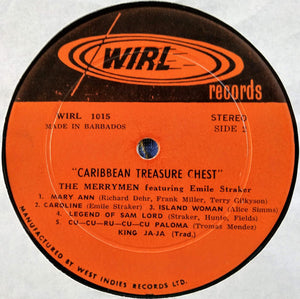 WIRL
records
WIRL 1015
STEREO
MADE IN BARBADOS
SIDE 1
"CARIBBEAN TREASURE CHEST"
THE MERRYMEN featuring Emile Straker
1 MARY ANN (Richard Dehr, Frank Miller, Terry Gilkyson)
2 CAROLINE (Emile Straker) 3 ISLAND WOMAN (Alice Simms)
4 LEGEND OF SAM LORD (Straker, Hunte, Fields)
5 CU-CU-RU-CU-CU PALOMA (Tromas Mendez)
KING JA-JA (Trad.)
MANUFACTURED BY WEST INDIES RECORDS LTD.